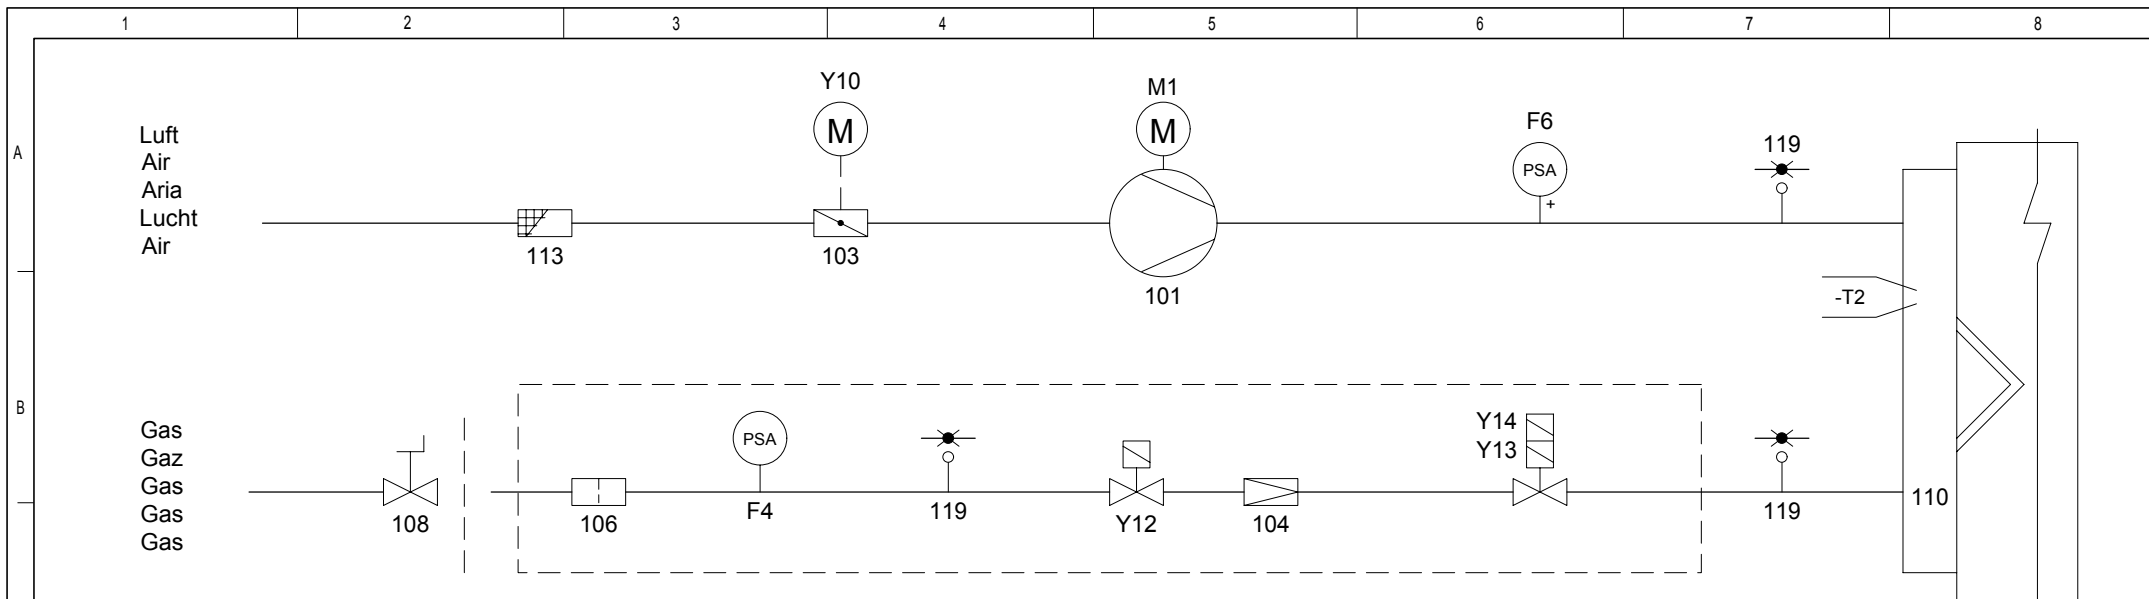 1 2 3 4 5 6 7 8
A
Luft
Air
Aria
Lucht
Air
113
Y10
M
103
M1
M
101
F6
PSA
+
119
-T2
B
Gas
Gaz
Gas
Gas
Gas
108
106
PSA
F4
119
Y12
104
Y14
Y13
119
110